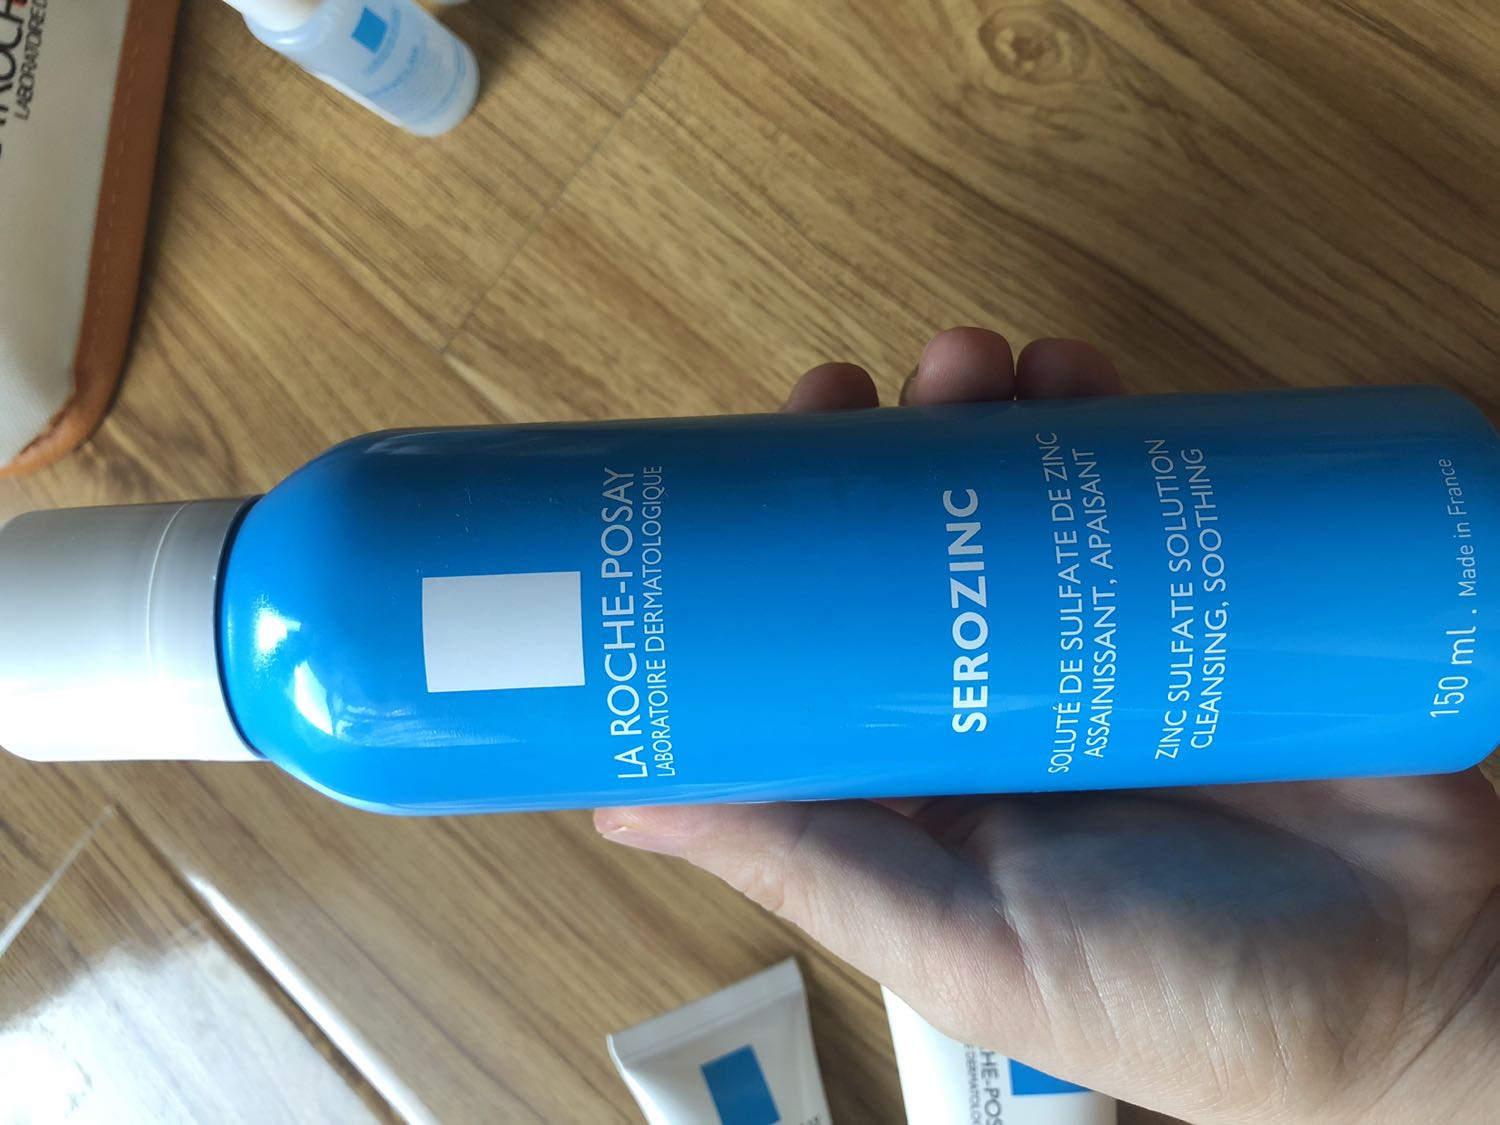 LA ROCHE-POSAY
LABORATOIRE DERMATOLOGIQUE
SEROZINC
SOLUTÉ DE SULFATE DE ZINC
ASSAINISSANT, APAISANT
ZINC SULFATE SOLUTION
CLEANSING, SOOTHING
150 ml . Made in France
LABORATOIRE